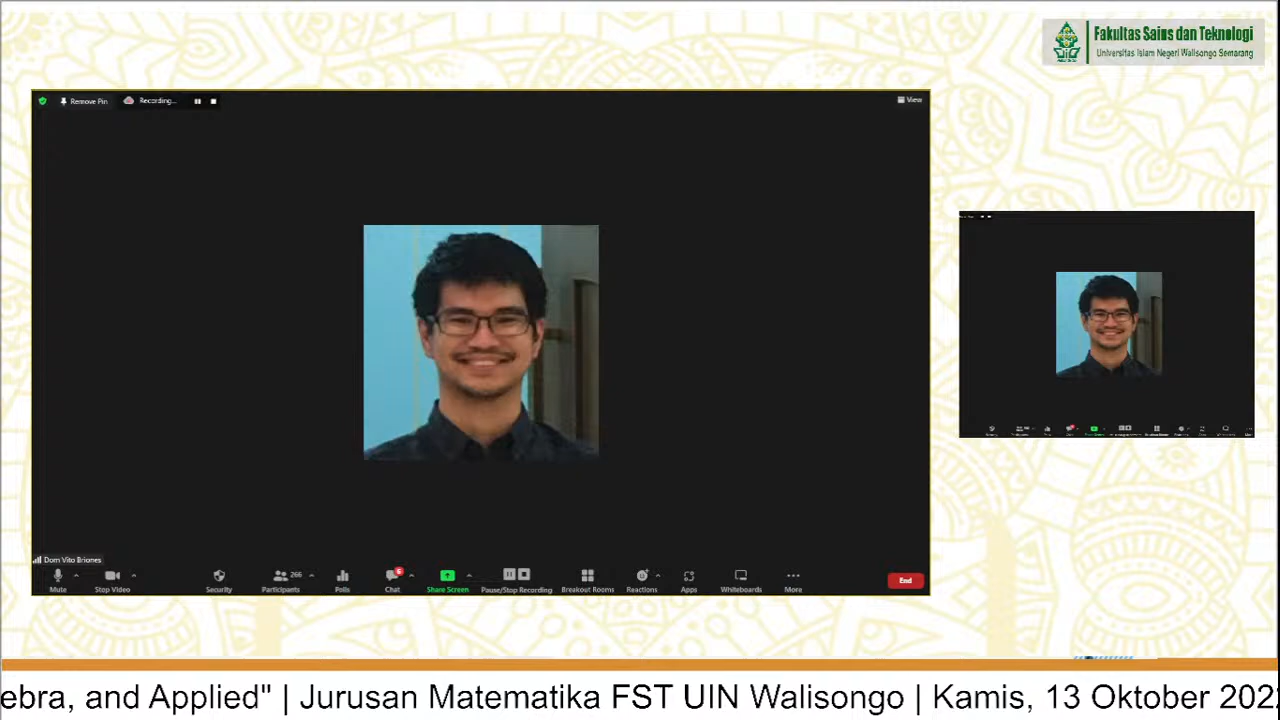 Fakultas Sains dan Teknologi
Universitas Islam Negeri Walisongo Semarang
Remove Pin
Recording...
View
Dom Vito Briones
Mute
Stop Video
Security
266
Participants
Polls
6
Chat
Share Screen
Pause/Stop Recording
Breakout Rooms
Reactions
Apps
Whiteboards
More
End
ebra, and Applied" | Jurusan Matematika FST UIN Walisongo | Kamis, 13 Oktober 202